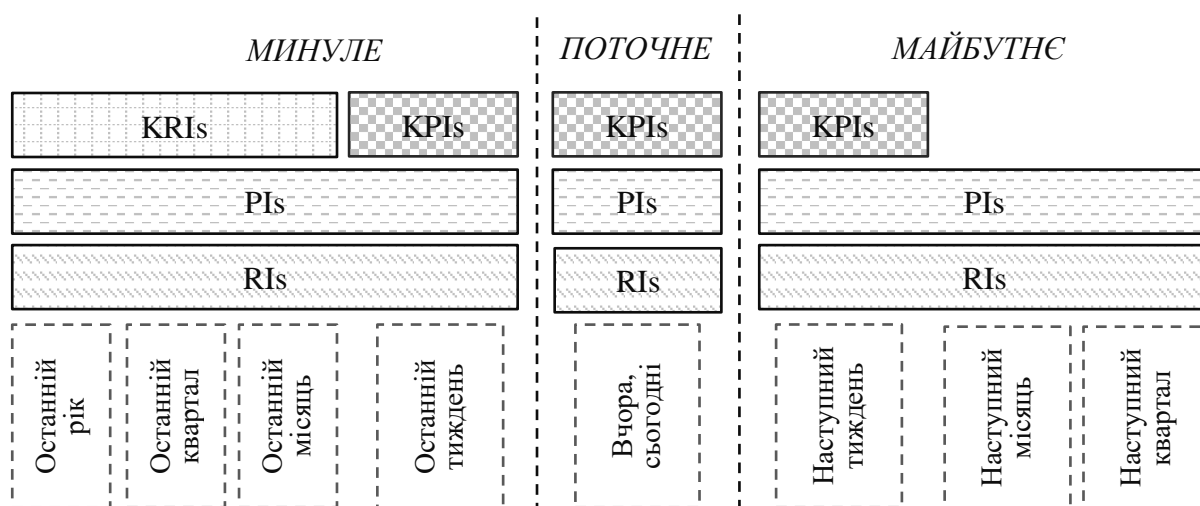 МИНУЛЕ
ПОТОЧНЕ
МАЙБУТНЄ
KRIs
KPIs
KPIs
KPIs
PIs
PIs
PIs
RIs
RIs
RIs
Останній
рік
Останній
квартал
Останній
місяць
Останній
тиждень
Вчора,
сьогодні
Наступний
тиждень
Наступний
місяць
Наступний
квартал